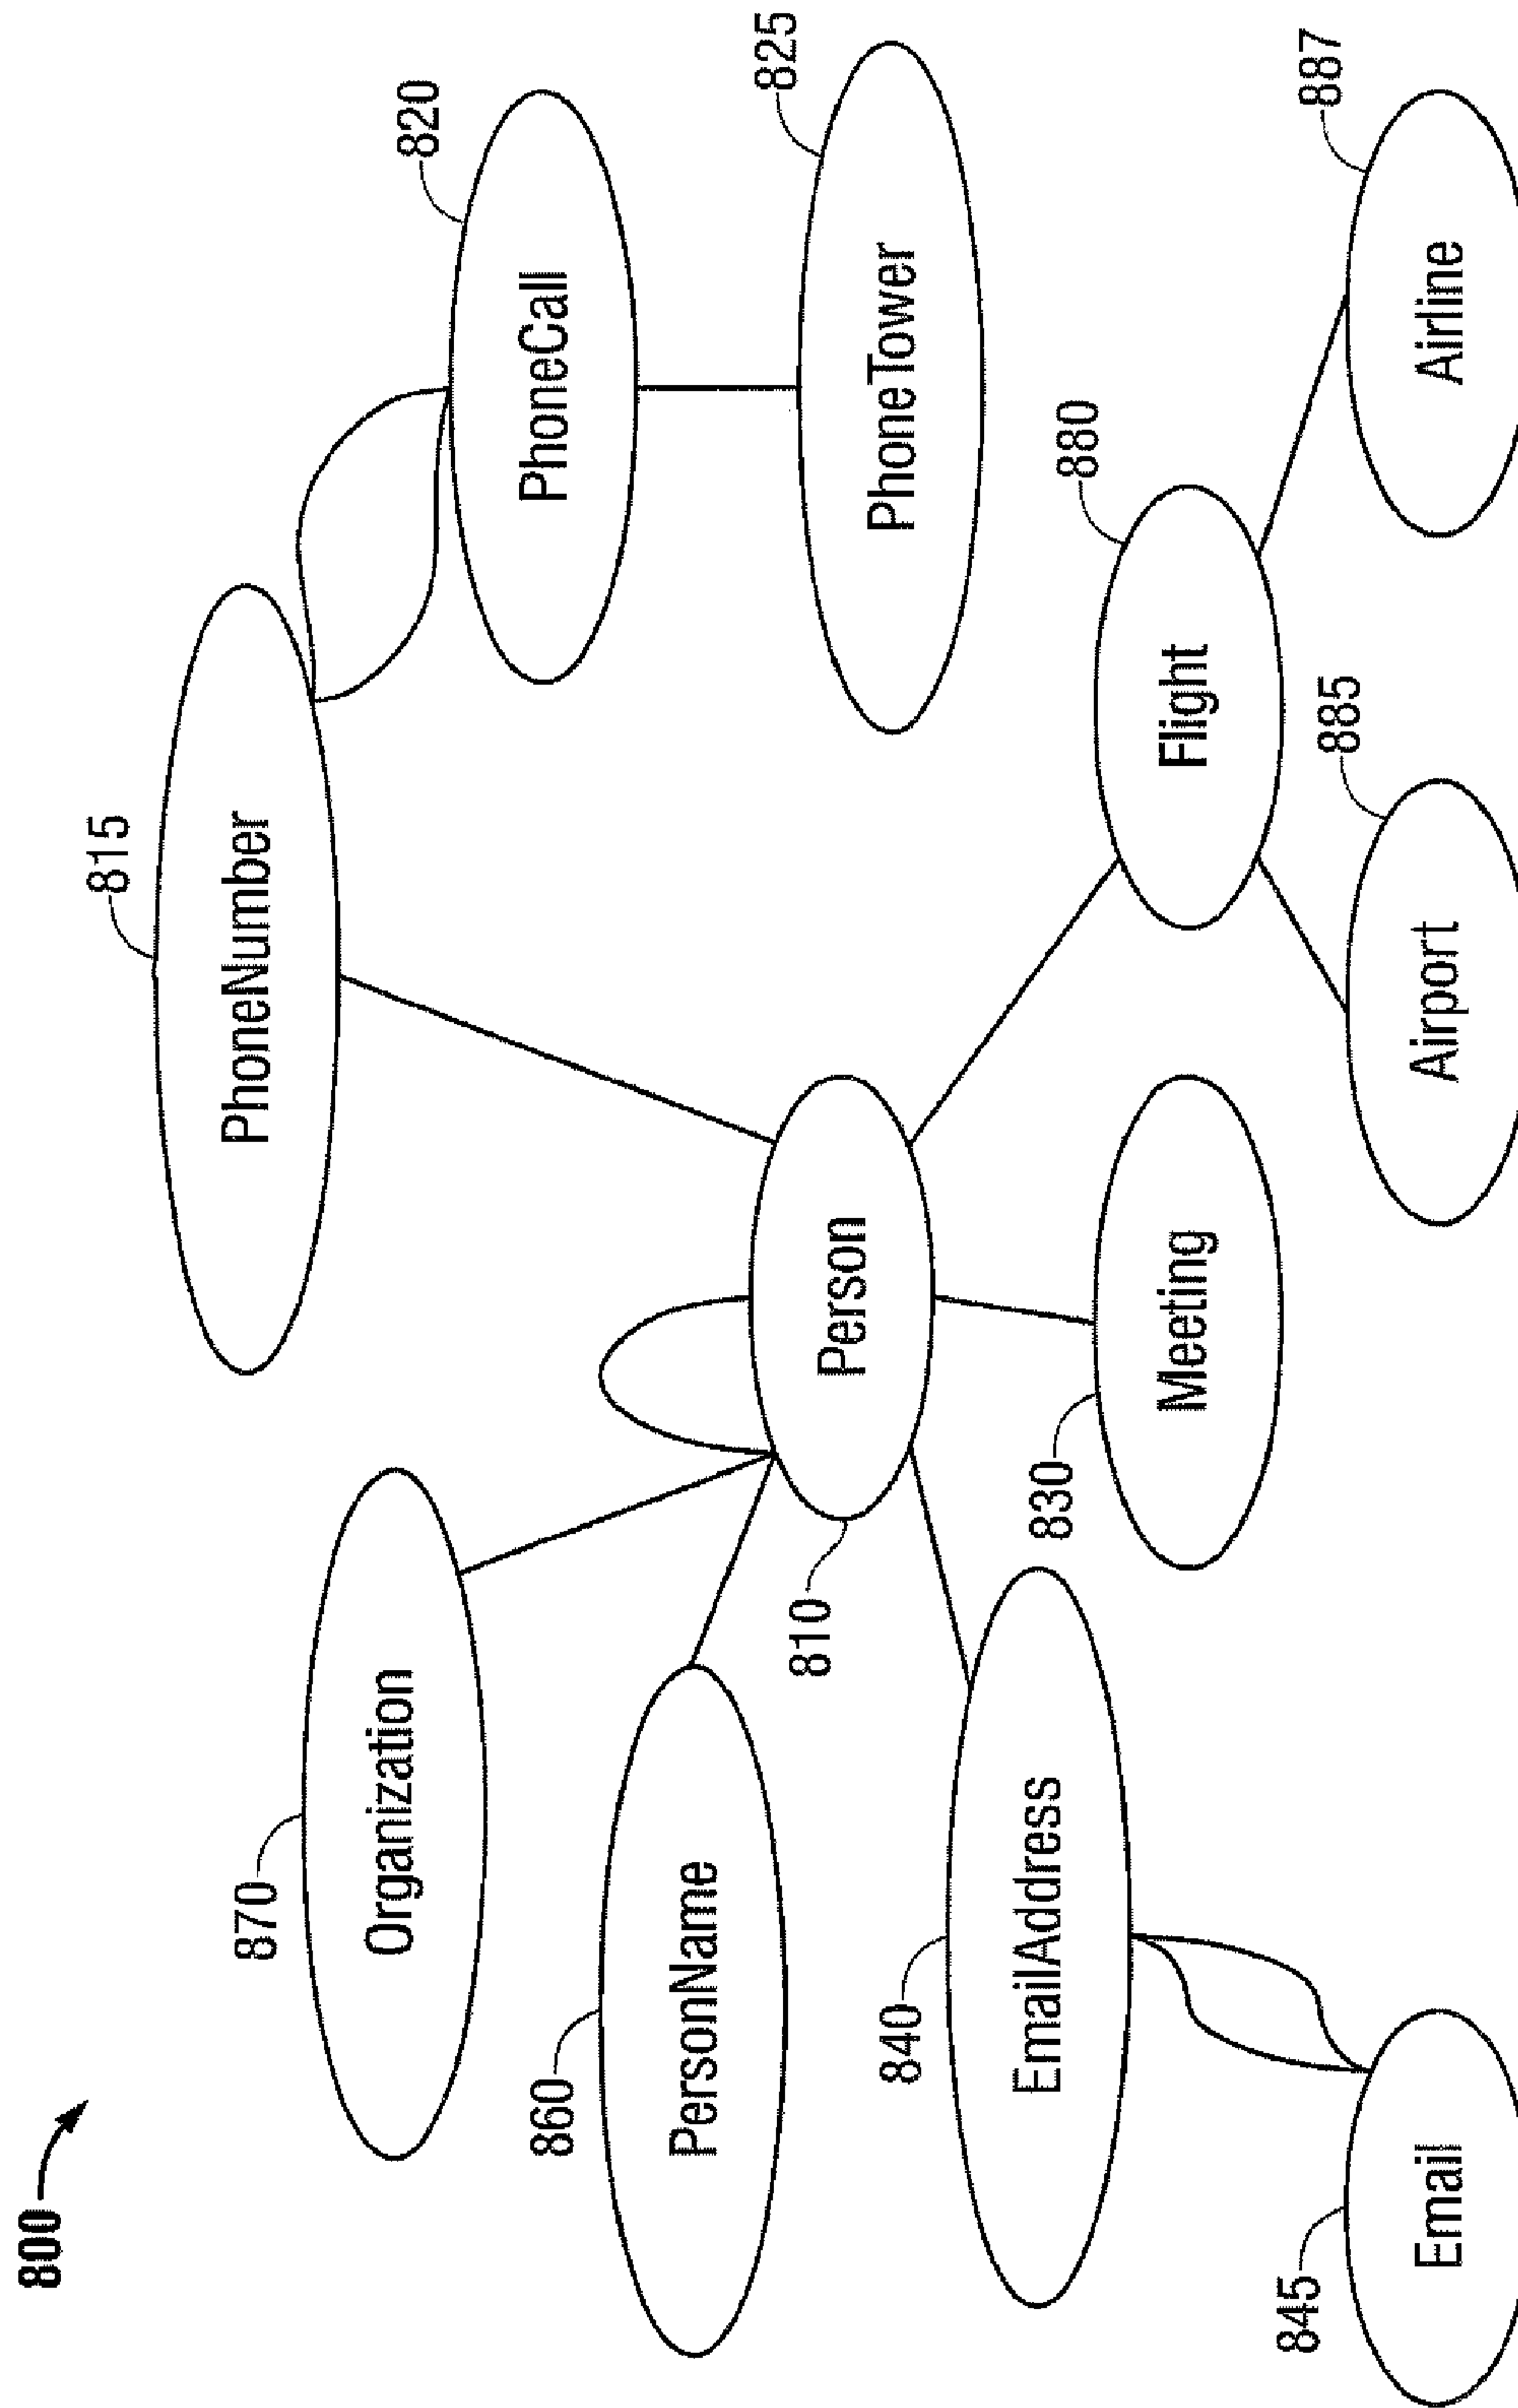 800
870
Organization
815
PhoneNumber
820
PhoneCall
860
PersonName
810
Person
825
PhoneTower
840
EmailAddress
830
Meeting
880
Flight
845
Email
885
Airport
887
Airline